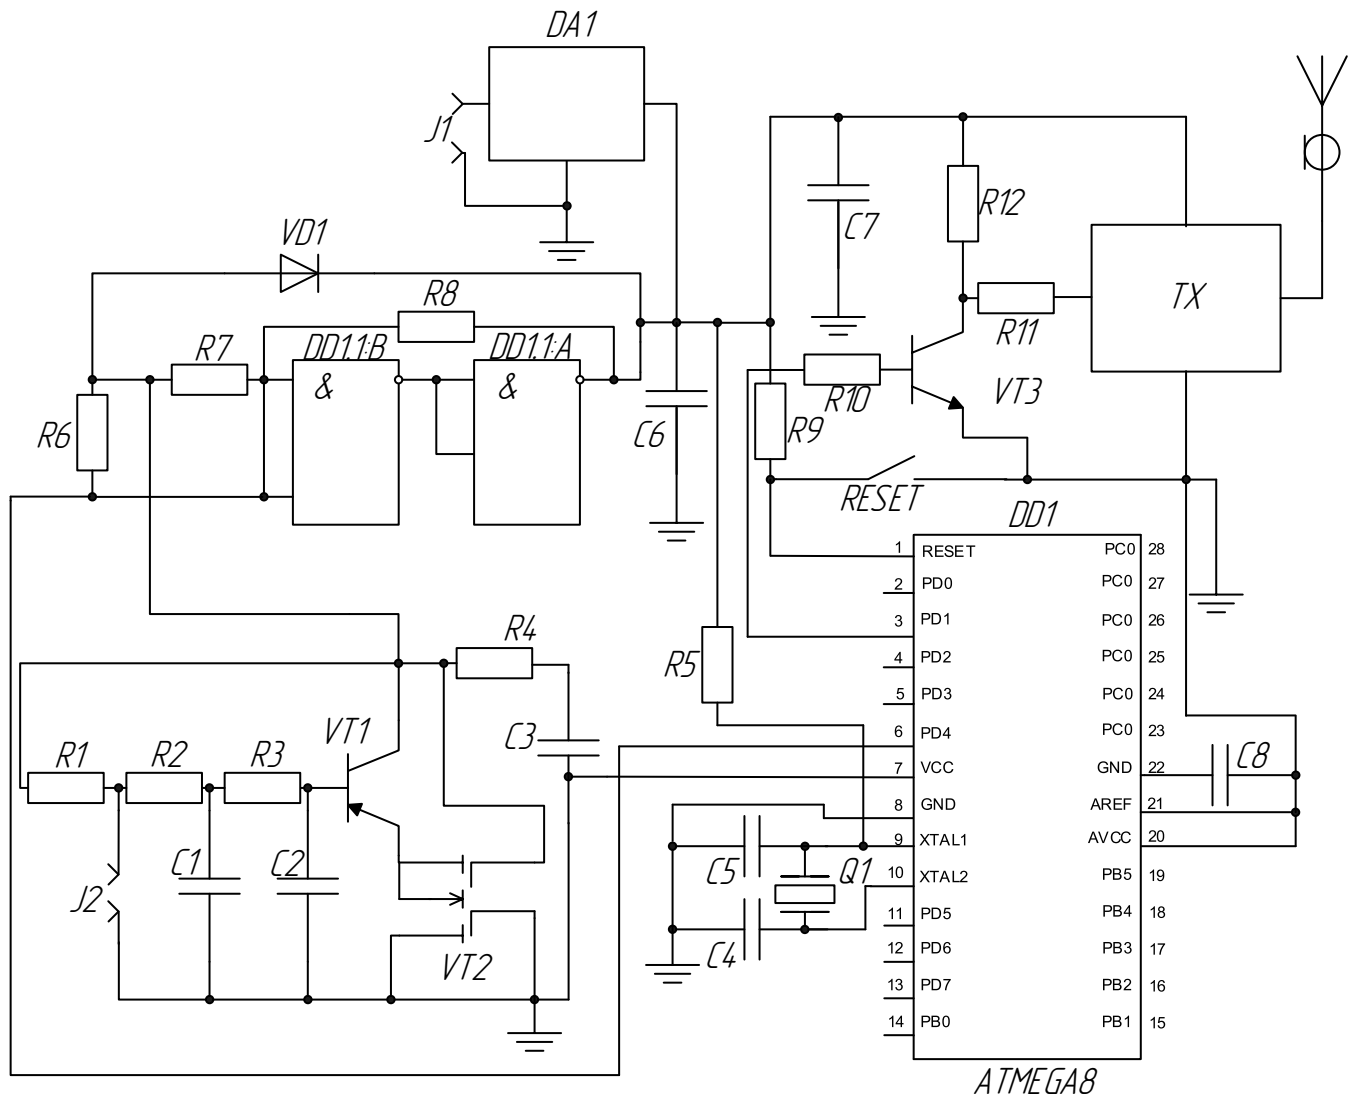 DA1
J1
VD1
R8
R7
DD1.1:B
DD1.1:A
&
&
R6
C6
C7
R12
R11
TX
R10
VT3
R9
RESET
DD1
1 RESET PC0 28
2 PD0 PC0 27
3 PD1 PC0 26
4 PD2 PC0 25
5 PD3 PC0 24
6 PD4 PC0 23
7 VCC GND 22
8 GND AREF 21
9 XTAL1 AVCC 20
10 XTAL2 PB5 19
11 PD5 PB4 18
12 PD6 PB3 17
13 PD7 PB2 16
14 PB0 PB1 15
ATMEGA8
C8
R5
R4
C3
VT1
R1
R2
R3
C1
C2
J2
VT2
C5
Q1
C4